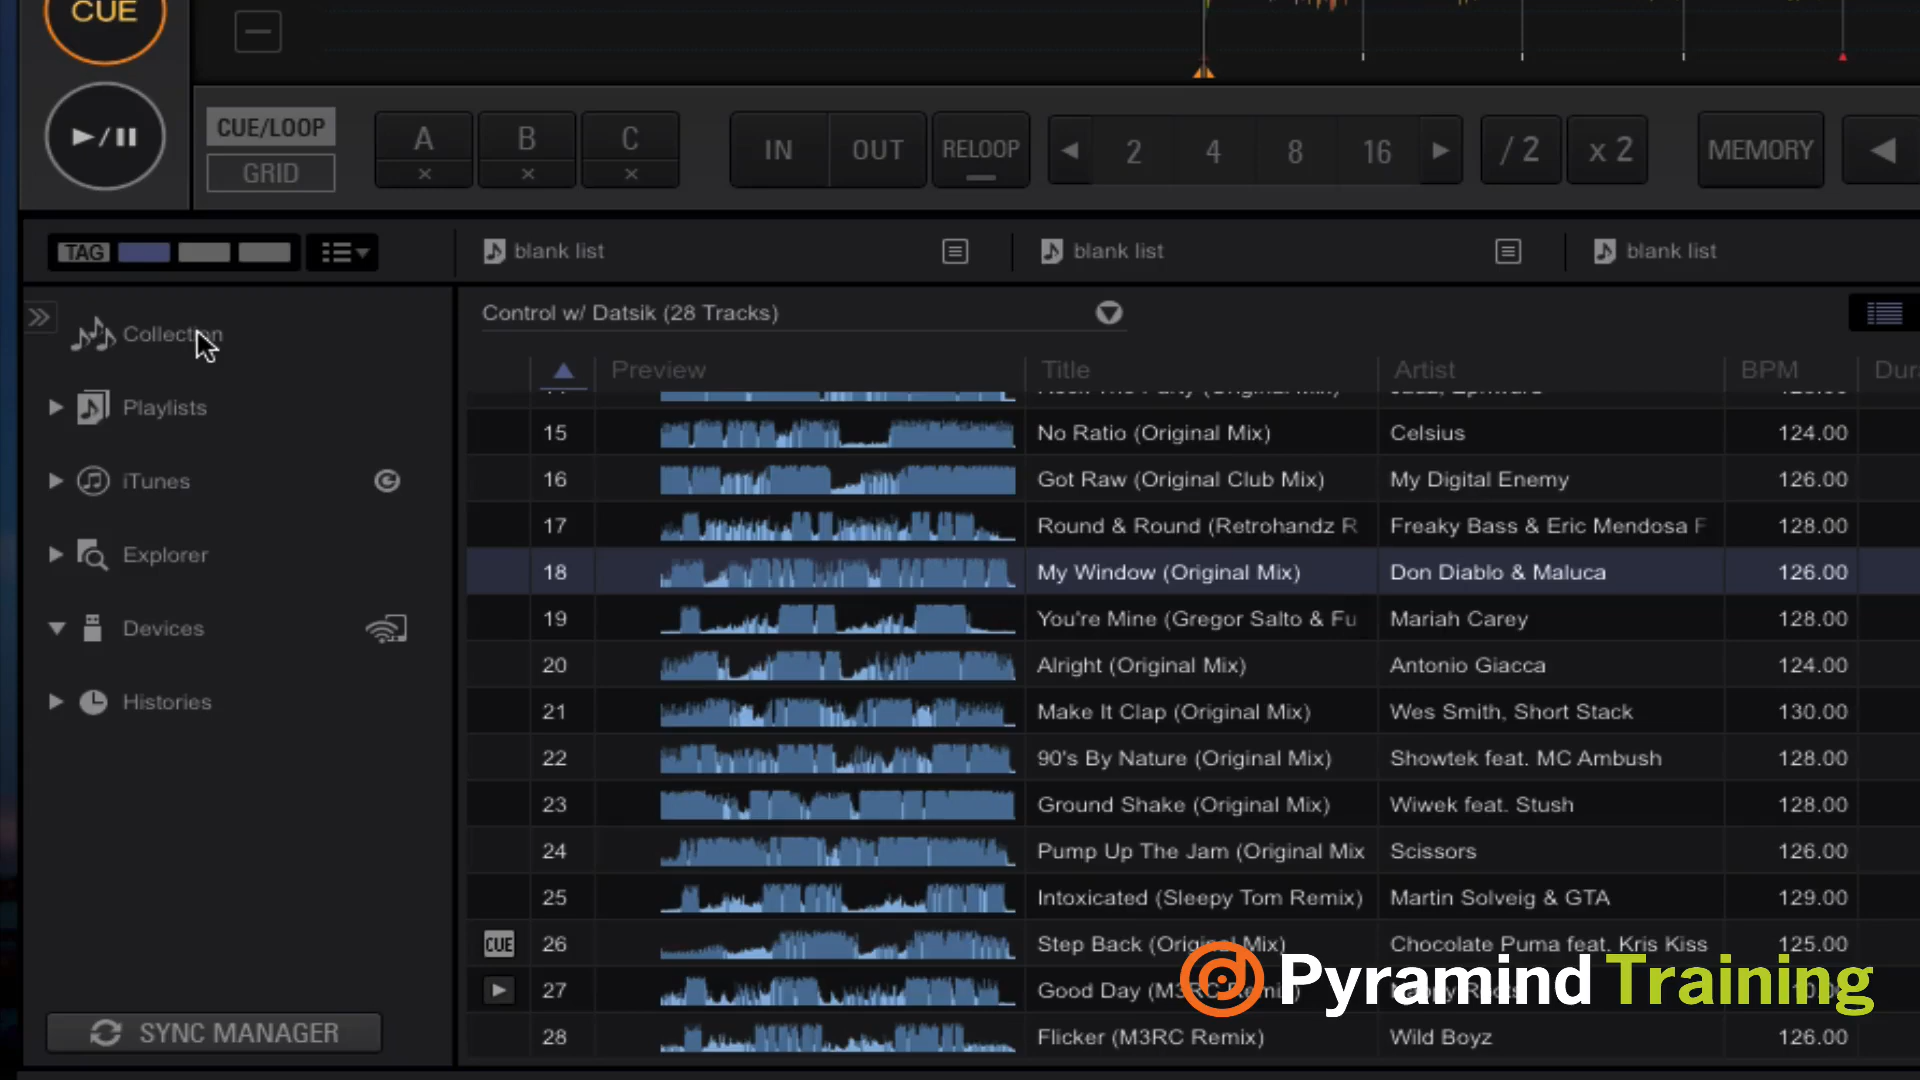 CUE
CUE/LOOP
GRID
A
B
C
IN
OUT
RELOOP
2
4
8
16
/ 2
x 2
MEMORY
TAG
blank list
blank list
blank list
Collection
Playlists
iTunes
Explorer
Devices
Histories
SYNC MANAGER
Control w/ Datsik (28 Tracks)
Preview Title Artist BPM
15 No Ratio (Original Mix) Celsius 124.00
16 Got Raw (Original Club Mix) My Digital Enemy 126.00
17 Round & Round (Retrohandz R Freaky Bass & Eric Mendosa F 128.00
18 My Window (Original Mix) Don Diablo & Maluca 126.00
19 You're Mine (Gregor Salto & Fu Mariah Carey 128.00
20 Alright (Original Mix) Antonio Giacca 124.00
21 Make It Clap (Original Mix) Wes Smith, Short Stack 130.00
22 90's By Nature (Original Mix) Showtek feat. MC Ambush 128.00
23 Ground Shake (Original Mix) Wiwek feat. Stush 128.00
24 Pump Up The Jam (Original Mix Scissors 126.00
25 Intoxicated (Sleepy Tom Remix) Martin Solveig & GTA 129.00
CUE 26 Step Back (Original Mix) Chocolate Puma feat. Kris Kiss 125.00
27 Good Day (M3RC Remix)
28 Flicker (M3RC Remix) Wild Boyz 126.00
Pyramind Training